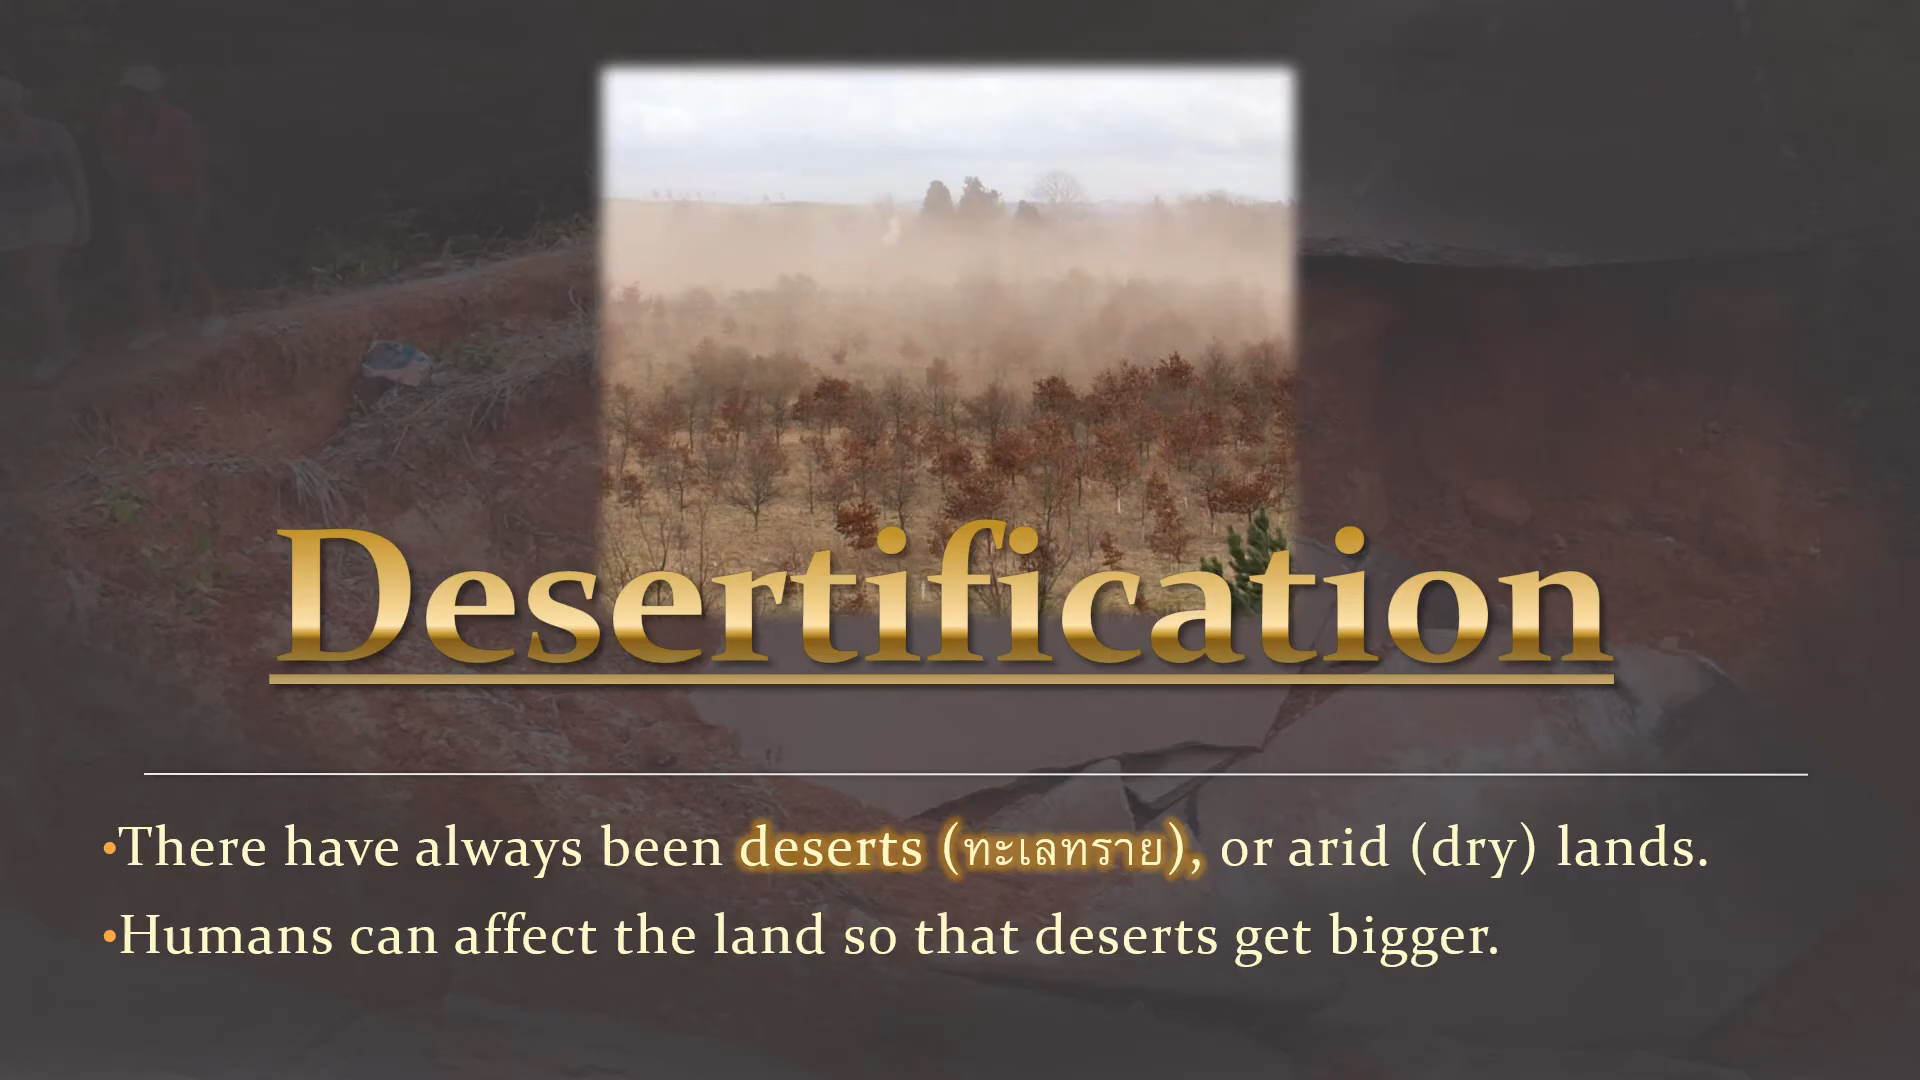 Desertification
•There have always been deserts (ทะเลทราย), or arid (dry) lands.
•Humans can affect the land so that deserts get bigger.